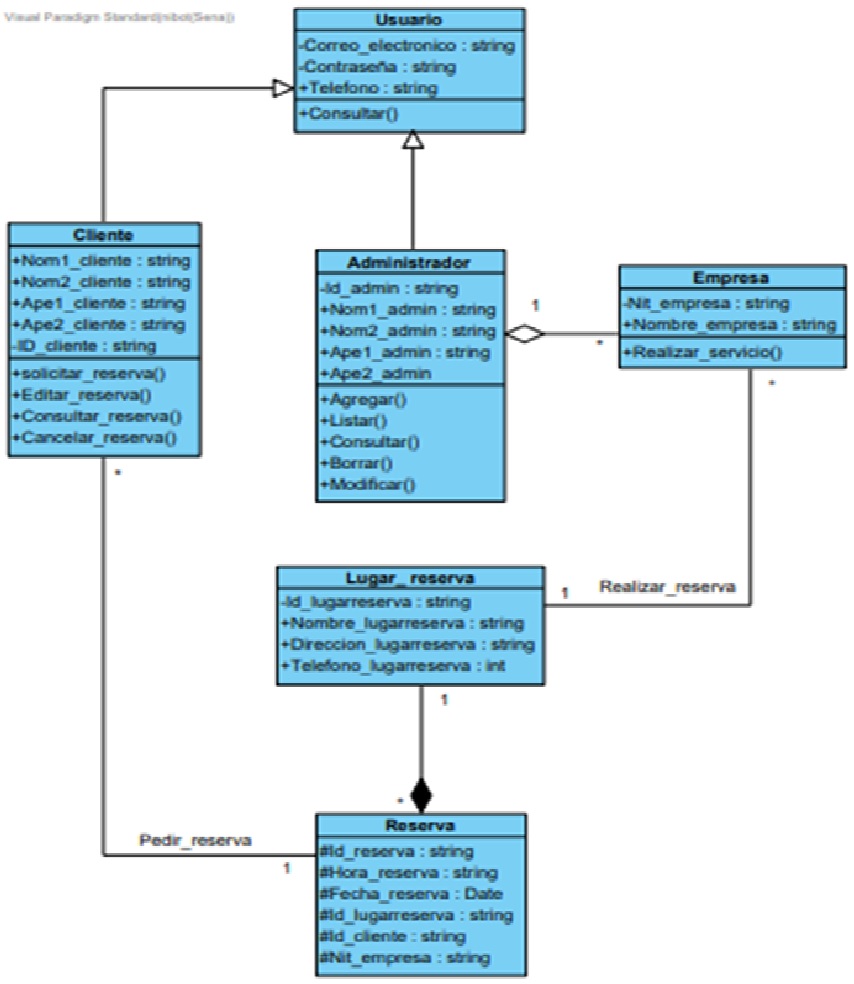 Visual Paradigm Standard(nibol(Sena))
Usuario
-Correo_electronico : string
-Contraseña : string
+Telefono : string
+Consultar()
Cliente
+Nom1_cliente : string
+Nom2_cliente : string
+Ape1_cliente : string
+Ape2_cliente : string
-ID_cliente : string
+solicitar_reserva()
+Editar_reserva()
+Consultar_reserva()
+Cancelar_reserva()
*
Administrador
-Id_admin : string
+Nom1_admin : string
+Nom2_admin : string
+Ape1_admin : string
+Ape2_admin
+Agregar()
+Listar()
+Consultar()
+Borrar()
+Modificar()
1
*
Empresa
-Nit_empresa : string
+Nombre_empresa : string
+Realizar_servicio()
*
Lugar_ reserva
-Id_lugarreserva : string
+Nombre_lugarreserva : string
+Direccion_lugarreserva : string
+Telefono_lugarreserva : int
1
Realizar_reserva
1
*
Pedir_reserva
1
Reserva
#Id_reserva : string
#Hora_reserva : string
#Fecha_reserva : Date
#Id_lugarreserva : string
#Id_cliente : string
#Nit_empresa : string